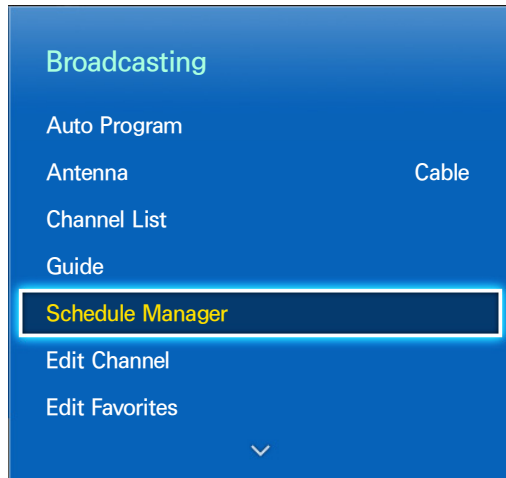 Broadcasting
Auto Program
Antenna Cable
Channel List
Guide
Schedule Manager
Edit Channel
Edit Favorites